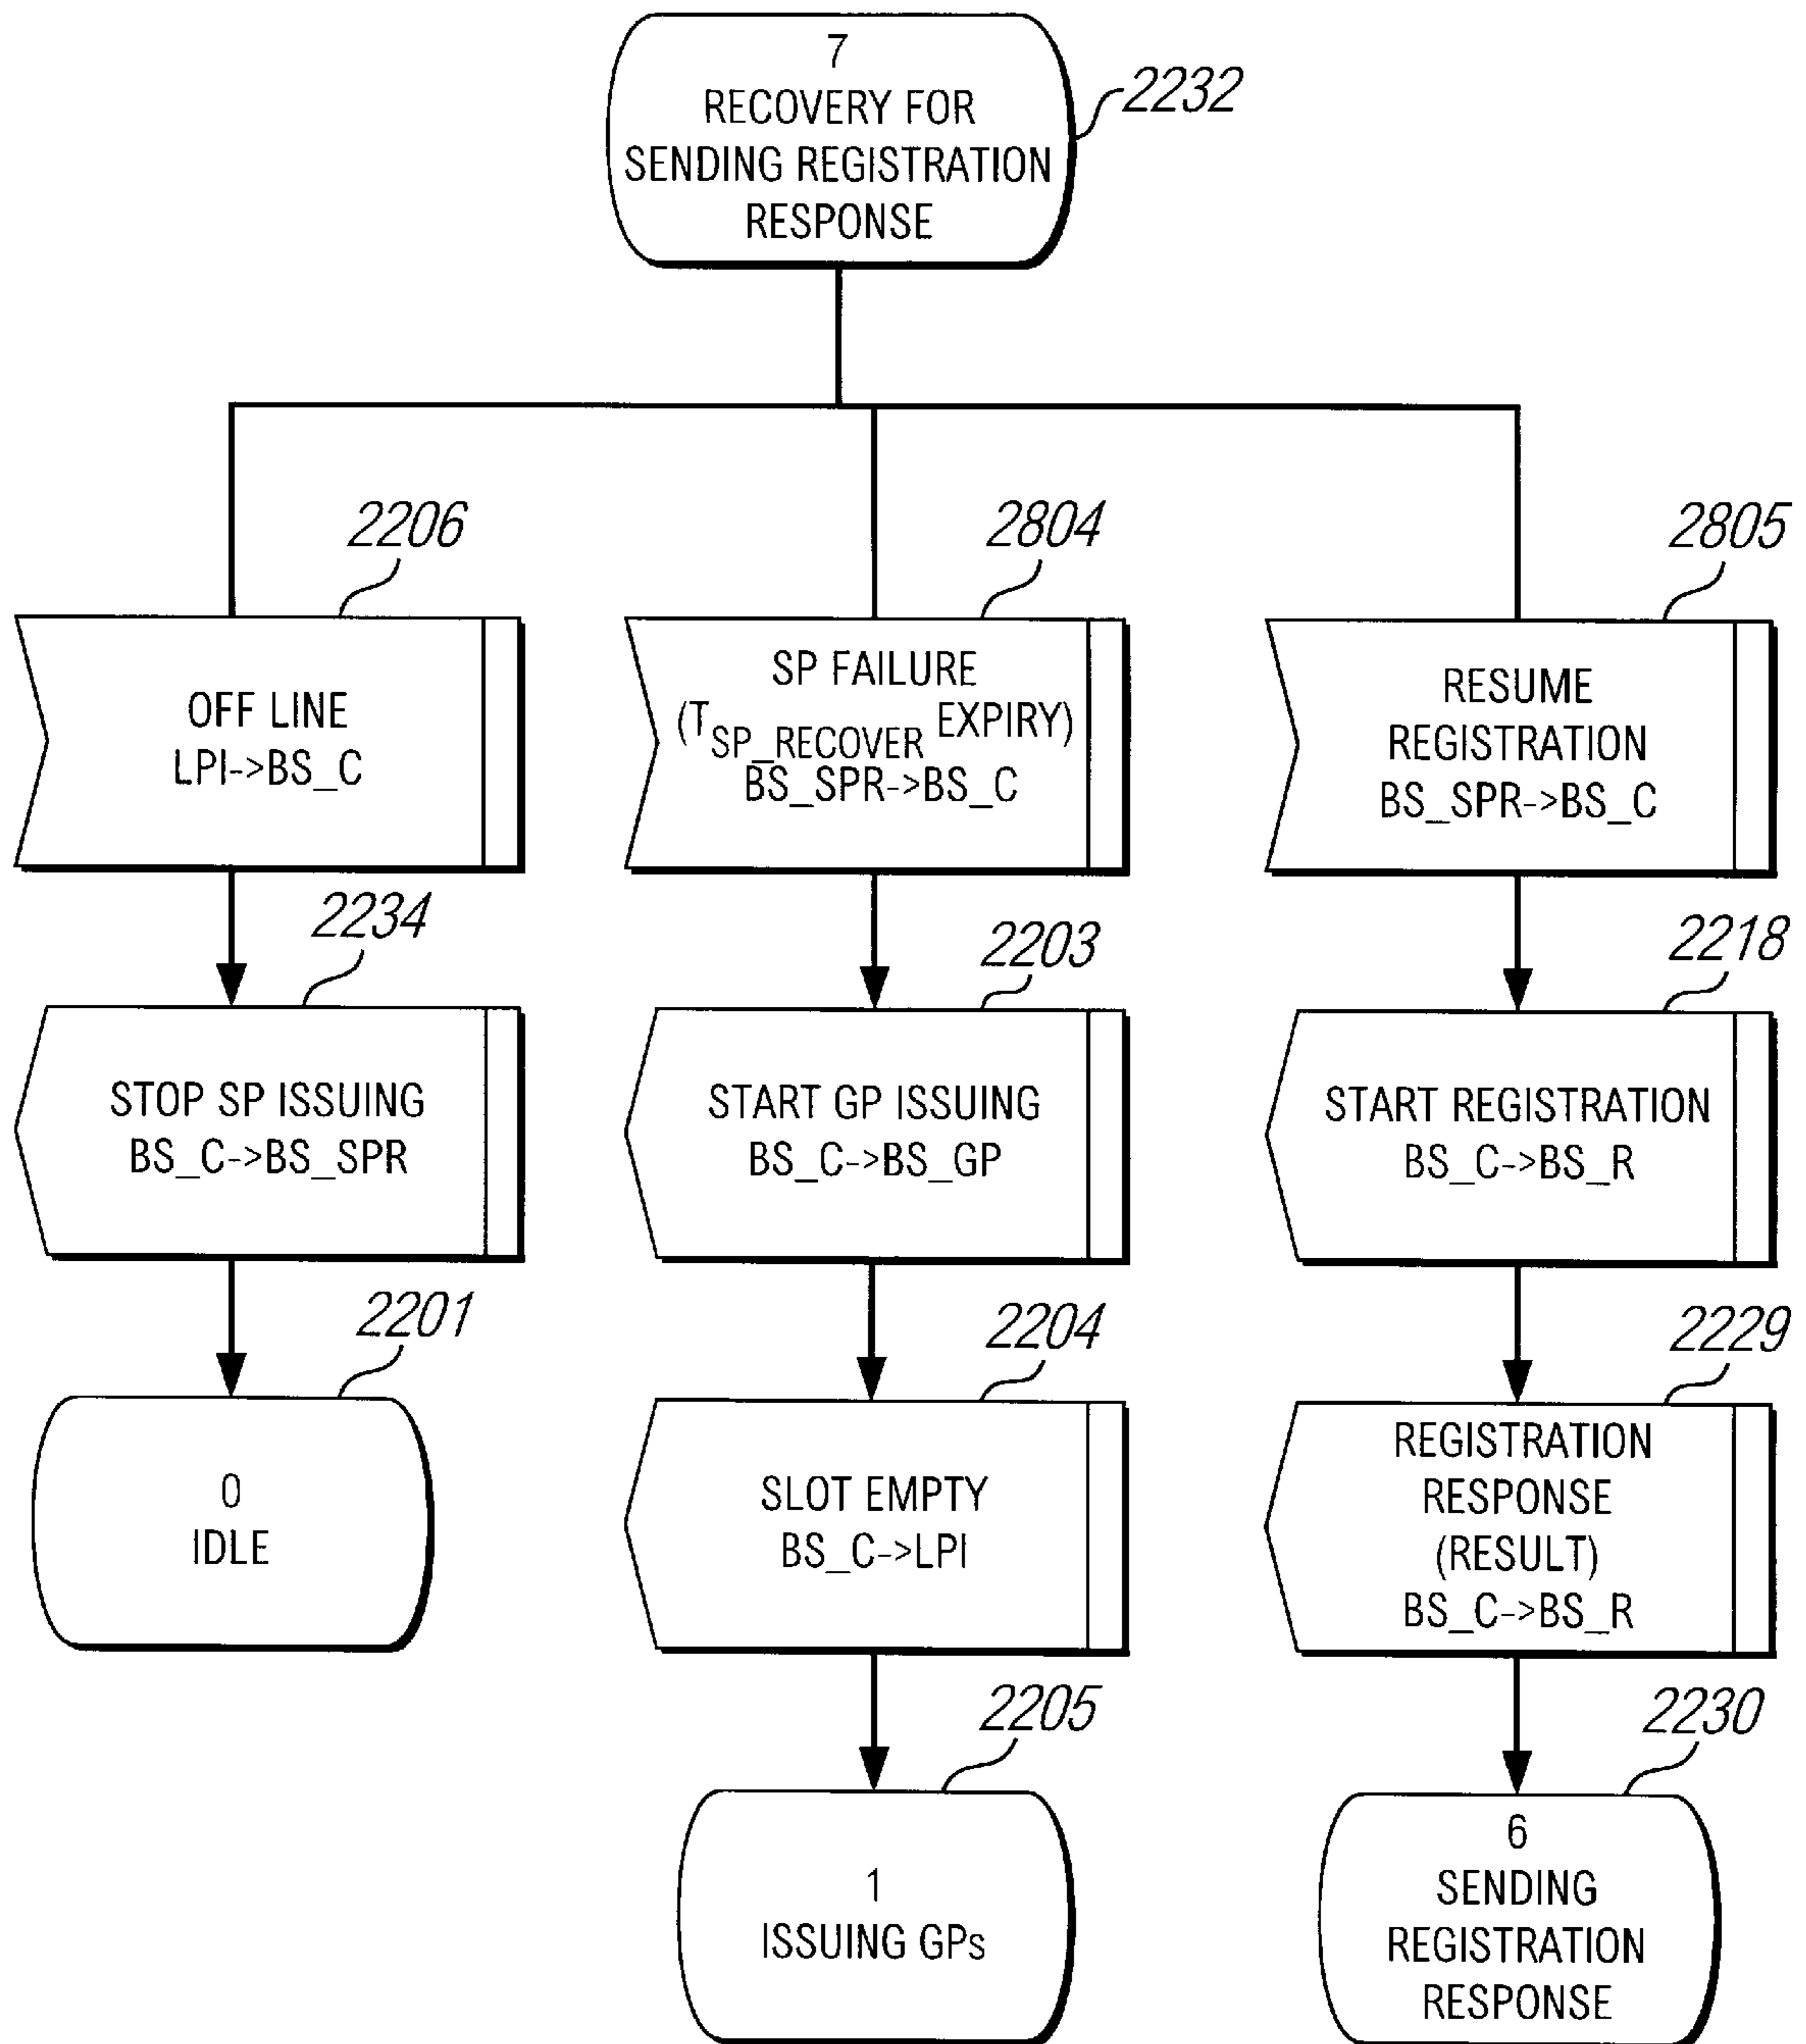 7
RECOVERY FOR
SENDING REGISTRATION
RESPONSE
2232
2206
OFF LINE
LPI->BS_C
2234
STOP SP ISSUING
BS_C->BS_SPR
2201
0
IDLE
2804
SP FAILURE
(TSP_RECOVER EXPIRY)
BS_SPR->BS_C
2203
START GP ISSUING
BS_C->BS_GP
2204
SLOT EMPTY
BS_C->LPI
2205
1
ISSUING GPs
2805
RESUME
REGISTRATION
BS_SPR->BS_C
2218
START REGISTRATION
BS_C->BS_R
2229
REGISTRATION
RESPONSE
(RESULT)
BS_C->BS_R
2230
6
SENDING
REGISTRATION
RESPONSE